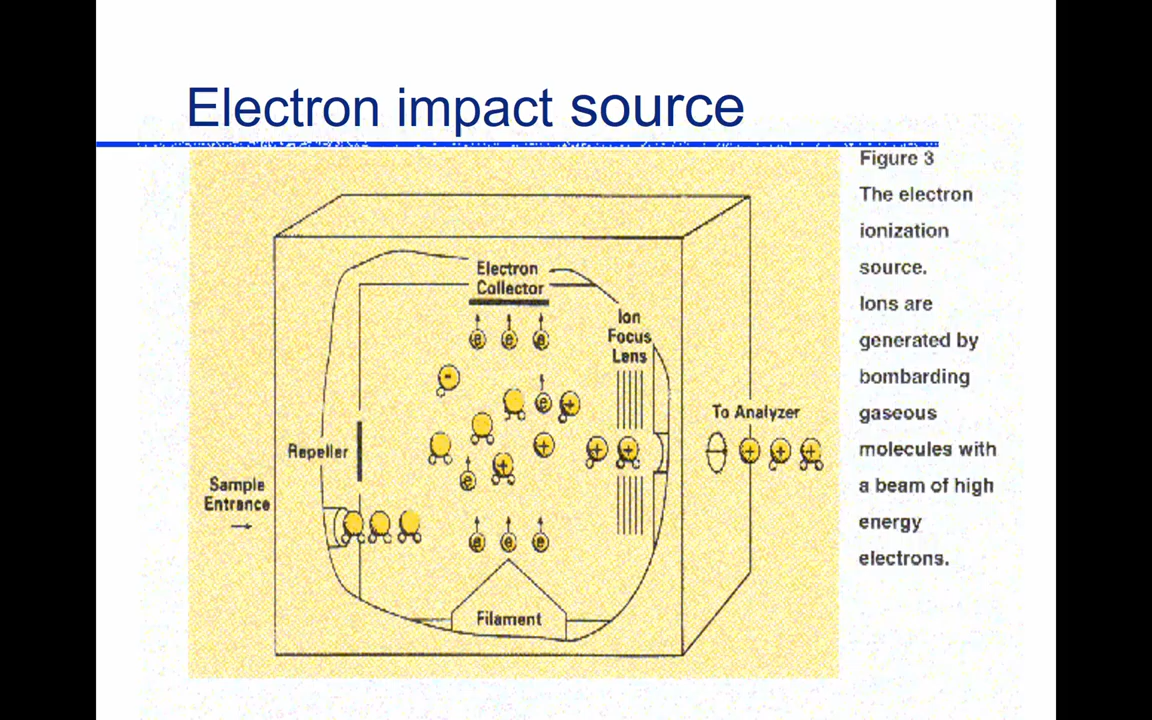 Electron impact source
Figure 3
The electron
ionization
source.
Ions are
generated by
bombarding
gaseous
molecules with
a beam of high
energy
electrons.
Electron
Collector
Ion
Focus
Lens
e e e
-
e +
To Analyzer
Repeller
+
+ +
+ + +
+
e
Sample
Entrance
e e e
Filament